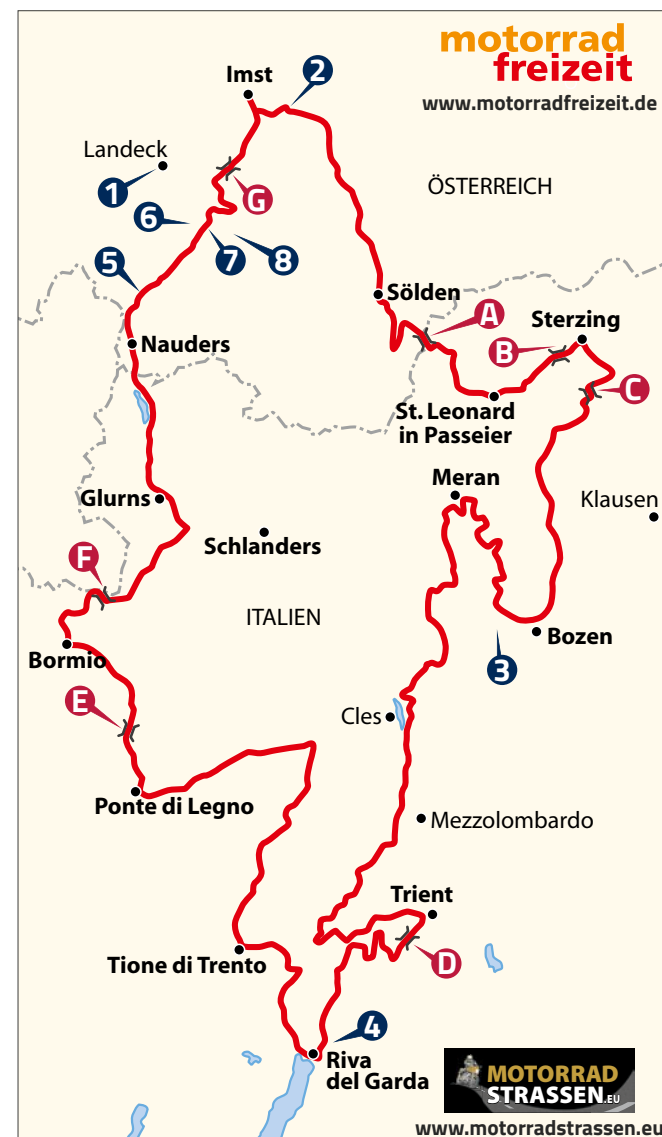 motorrad
freizeit
www.motorradfreizeit.de
Imst
2
Landeck
1
ÖSTERREICH
G
6
7
8
5
Sölden
A
Sterzing
B
Nauders
C
St. Leonard
in Passeier
Meran
Klausen
Glurns
Schlanders
F
ITALIEN
Bozen
3
Bormio
E
Cles
Ponte di Legno
Mezzolombardo
Trient
D
Tione di Trento
4
Riva
del Garda
MOTORRAD
STRASSEN.EU
www.motorradstrassen.eu